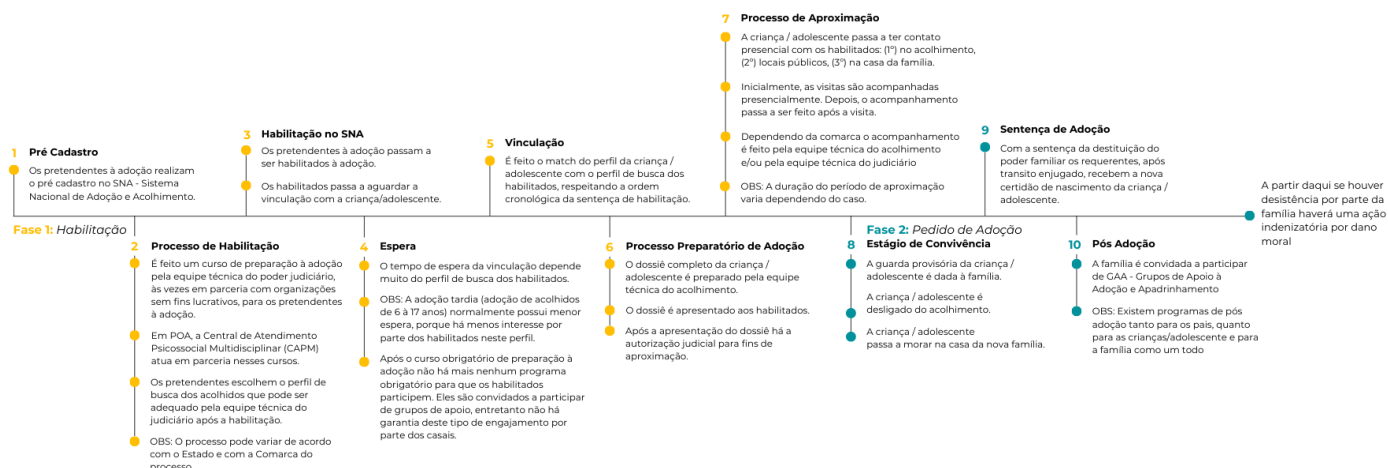 1 Pré Cadastro
Os pretendentes à adoção realizam
o pré cadastro no SNA - Sistema
Nacional de Adoção e Acolhimento.
Fase 1: Habilitação
2 Processo de Habilitação
É feito um curso de preparação à adoção
pela equipe técnica do poder judiciário,
às vezes em parceria com organizações
sem fins lucrativos, para os pretendentes
à adoção.
Em POA, a Central de Atendimento
Psicossocial Multidisciplinar (CAPM)
atua em parceria nesses cursos.
Os pretendentes escolhem o perfil de
busca dos acolhidos que pode ser
adequado pela equipe técnica do
judiciário após a habilitação.
OBS: O processo pode variar de acordo
com o Estado e com a Comarca do
processo
3 Habilitação no SNA
Os pretendentes à adoção passam a
ser habilitados à adoção.
Os habilitados passa a aguardar a
vinculação com a criança/adolescente.
4 Espera
O tempo de espera da vinculação depende
muito do perfil de busca dos habilitados.
OBS: A adoção tardia (adoção de acolhidos
de 6 à 17 anos) normalmente possui menor
espera, porque há menos interesse por
parte dos habilitados neste perfil.
Após o curso obrigatório de preparação à
adoção não há mais nenhum programa
obrigatório para que os habilitados
participem. Eles são convidados a participar
de grupos de apoio, entretanto não há
garantia deste tipo de engajamento por
parte dos casais.
5 Vinculação
É feito o match do perfil da criança /
adolescente com o perfil de busca dos
habilitados, respeitando a ordem
cronológica da sentença de habilitação.
6 Processo Preparatório de Adoção
O dossiê completo da criança /
adolescente é preparado pela equipe
técnica do acolhimento.
O dossiê é apresentado aos habilitados.
Após a apresentação do dossiê há a
autorização judicial para fins de
aproximação.
7 Processo de Aproximação
A criança / adolescente passa a ter contato
presencial com os habilitados: (1º) no acolhimento,
(2º) locais públicos, (3º) na casa da família.
Inicialmente, as visitas são acompanhadas
presencialmente. Depois, o acompanhamento
passa a ser feito após a visita.
Dependendo da comarca o acompanhamento
é feito pela equipe técnica do acolhimento
e/ou pela equipe técnica do judiciário
OBS: A duração do período de aproximação
varia dependendo do caso.
Fase 2: Pedido de Adoção
8 Estágio de Convivência
A guarda provisória da criança /
adolescente é dada à família.
A criança / adolescente é
desligado do acolhimento.
A criança / adolescente
passa a morar na casa da nova família.
9 Sentença de Adoção
Com a sentença da destituição do
poder familiar os requerentes, após
transito enjugado, recebem a nova
certidão de nascimento da criança /
adolescente.
10 Pós Adoção
A família é convidada a participar
de GAA - Grupos de Apoio à
Adoção e Apadrinhamento
OBS: Existem programas de pós
adoção tanto para os pais, quanto
para as crianças/adolescente e para
a família como um todo
A partir daqui se houver
desistência por parte da
família haverá uma ação
indenizatória por dano
moral